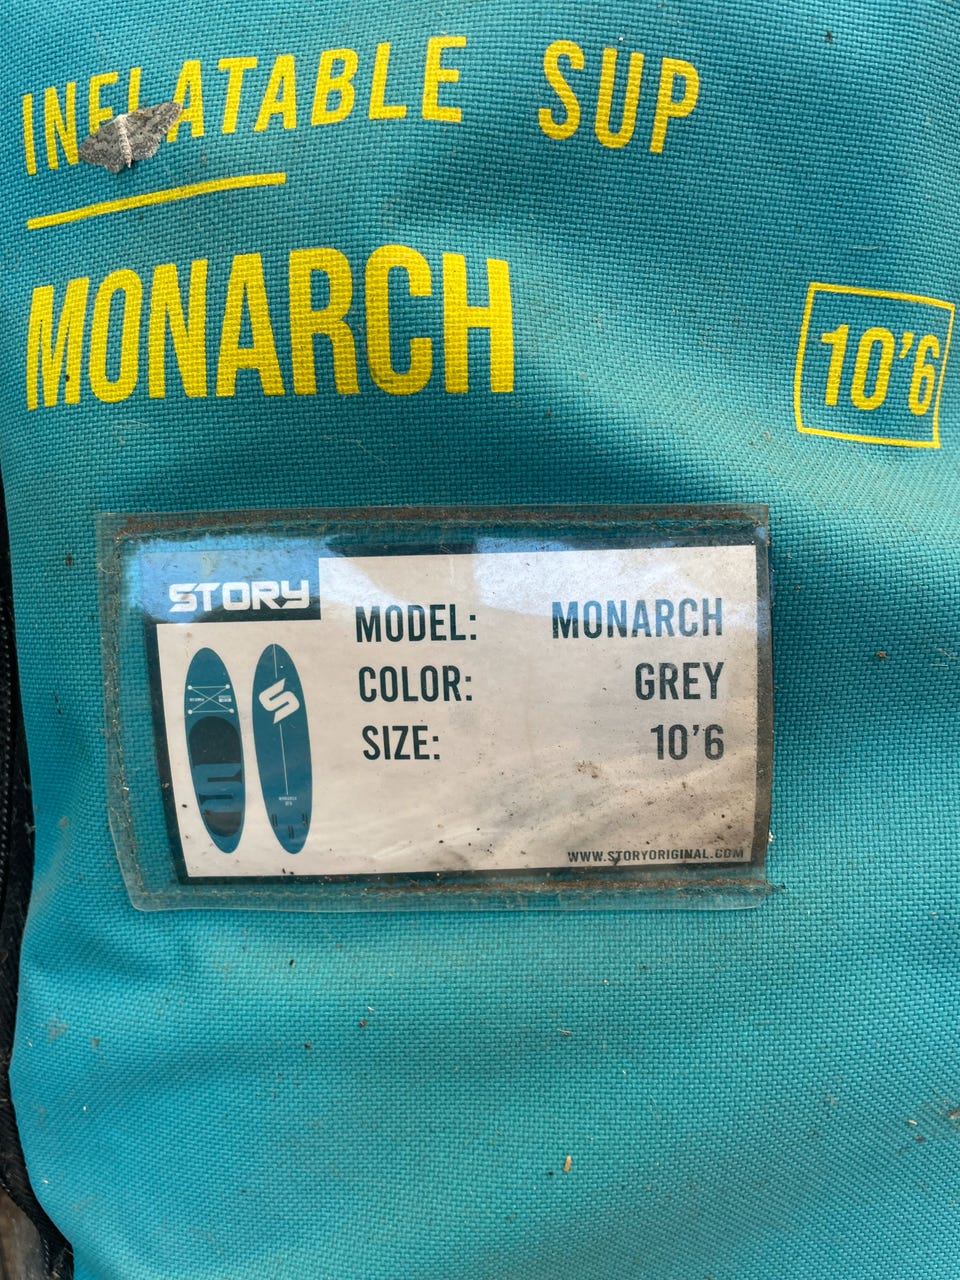 INFLATABLE SUP
MONARCH
10'6
STORY
MODEL: MONARCH
COLOR: GREY
SIZE: 10'6
WWW.STORYORIGINAL.COM